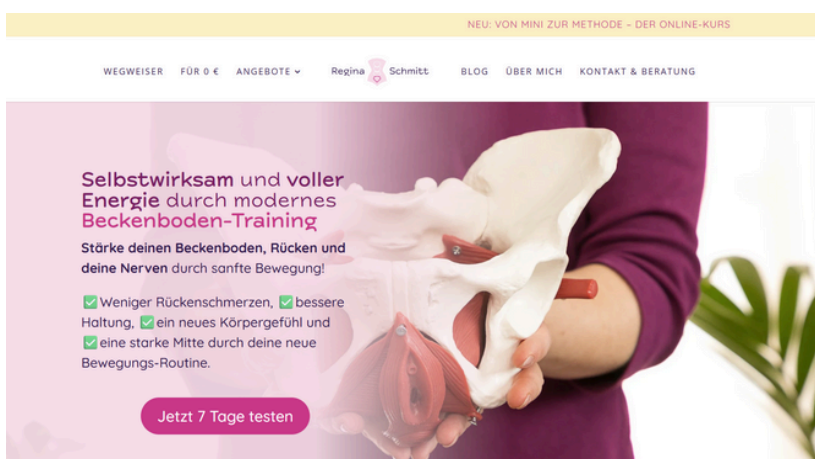 NEU: VON MINI ZUR METHODE – DER ONLINE-KURS
WEGWEISER FÜR 0 € ANGEBOTE Regina Schmitt BLOG ÜBER MICH KONTAKT & BERATUNG
Selbstwirksam und voller
Energie durch modernes
Beckenboden-Training
Stärke deinen Beckenboden, Rücken und
deine Nerven durch sanfte Bewegung!
✅ Weniger Rückenschmerzen, ✅ bessere
Haltung, ✅ ein neues Körpergefühl und
✅ eine starke Mitte durch deine neue
Bewegungs-Routine.
Jetzt 7 Tage testen